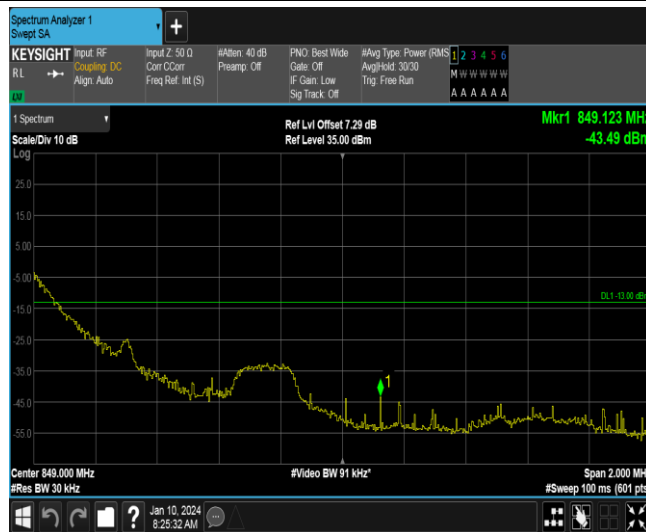 Spectrum Analyzer 1
Swept SA
+
KEYSIGHT Input: RF Input Z: 50 Ω #Atten: 40 dB PNO: Best Wide #Avg Type: Power (RMS 1 2 3 4 5 6
RL Coupling: DC Corr CCorr Preamp: Off Gate: Off Avg|Hold: 30/30 M W W W W W
Align: Auto Freq Ref: Int (S) IF Gain: Low Trig: Free Run
LXI Sig Track: Off A A A A A A
1 Spectrum Ref Lvl Offset 7.29 dB Mkr1 849.123 MHz
Scale/Div 10 dB Ref Level 35.00 dBm -43.49 dBm
Log
25.0
15.0
5.00
-5.00
DL1 -13.00 dBm
-15.0
-25.0
-35.0
1
-45.0
-55.0
Center 849.000 MHz #Video BW 91 kHz* Span 2.000 MHz
#Res BW 30 kHz #Sweep 100 ms (601 pts
? Jan 10, 2024
8:25:32 AM